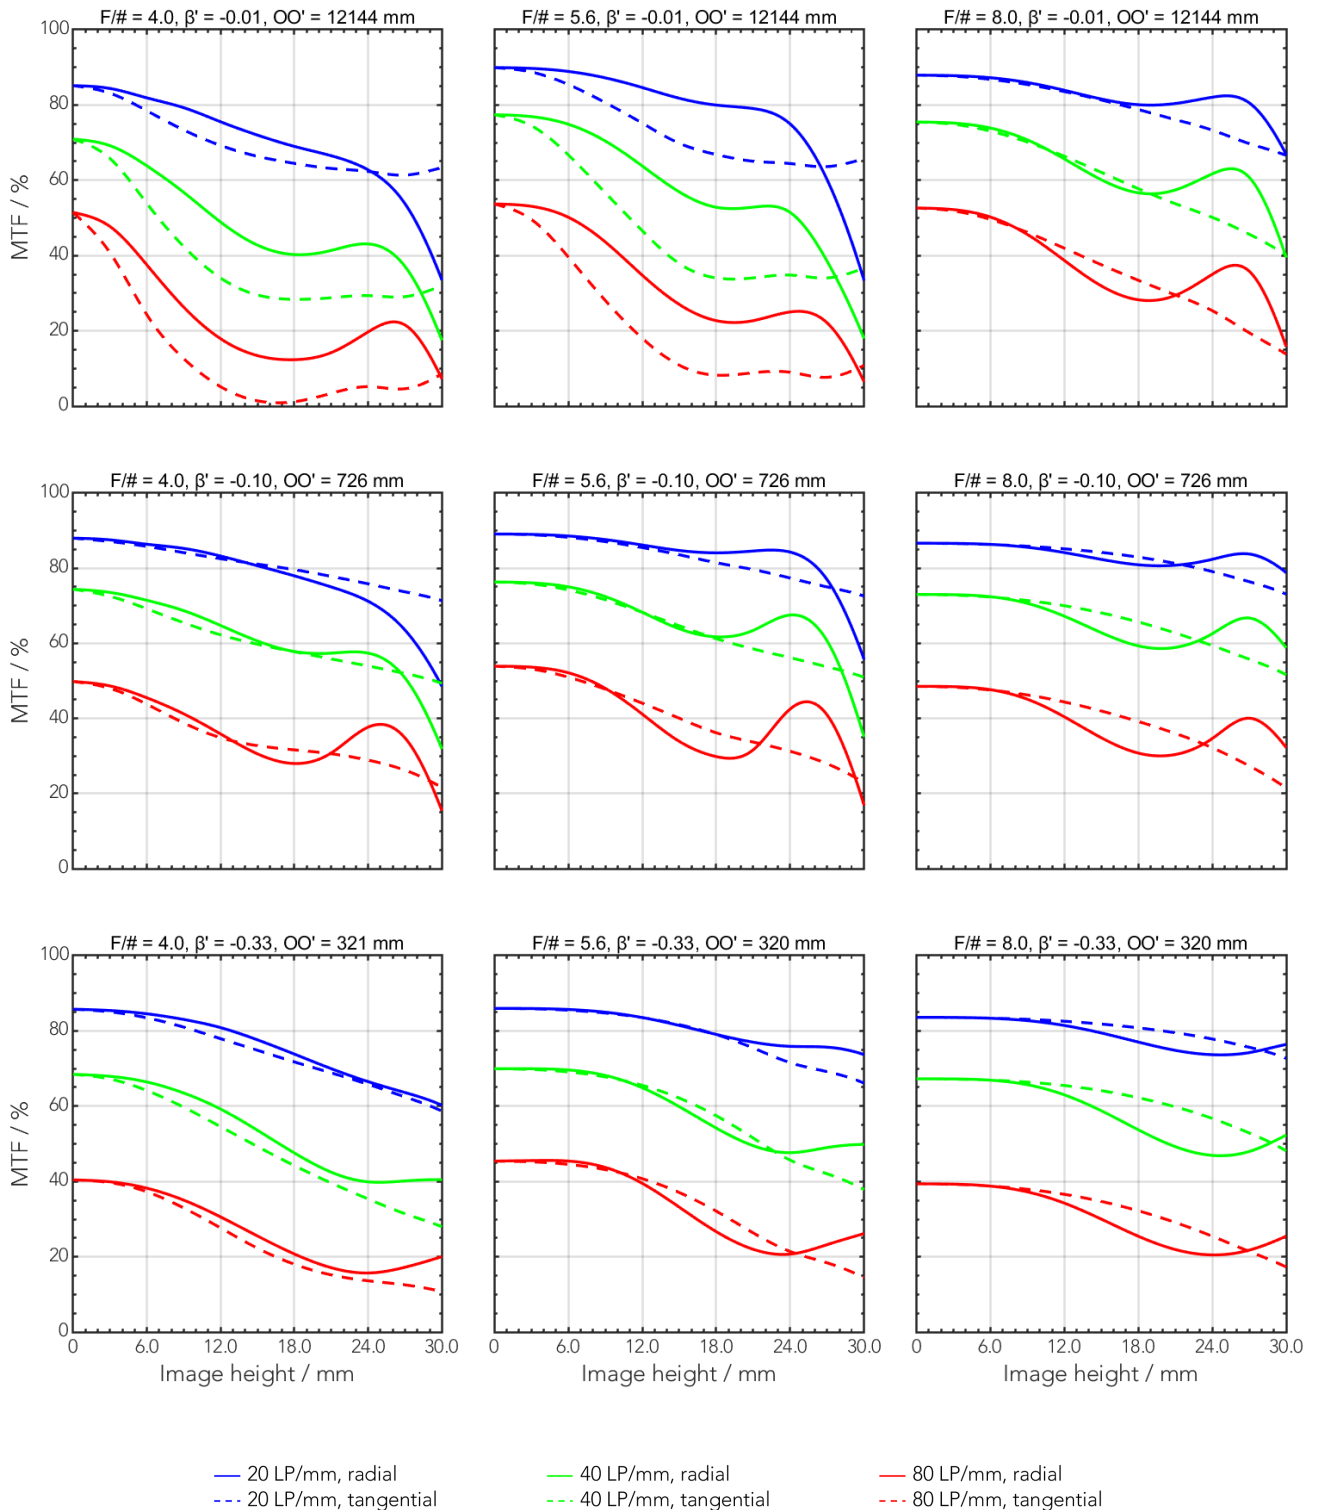 F/# = 4.0, β' = -0.01, OO' = 12144 mm
F/# = 5.6, β' = -0.01, OO' = 12144 mm
F/# = 8.0, β' = -0.01, OO' = 12144 mm
100
80
60
40
20
0
MTF / %
F/# = 4.0, β' = -0.10, OO' = 726 mm
F/# = 5.6, β' = -0.10, OO' = 726 mm
F/# = 8.0, β' = -0.10, OO' = 726 mm
100
80
60
40
20
0
MTF / %
F/# = 4.0, β' = -0.33, OO' = 321 mm
F/# = 5.6, β' = -0.33, OO' = 320 mm
F/# = 8.0, β' = -0.33, OO' = 320 mm
100
80
60
40
20
0
MTF / %
0 6.0 12.0 18.0 24.0 30.0
0 6.0 12.0 18.0 24.0 30.0
0 6.0 12.0 18.0 24.0 30.0
Image height / mm
Image height / mm
Image height / mm
20 LP/mm, radial
40 LP/mm, radial
80 LP/mm, radial
20 LP/mm, tangential
40 LP/mm, tangential
80 LP/mm, tangential